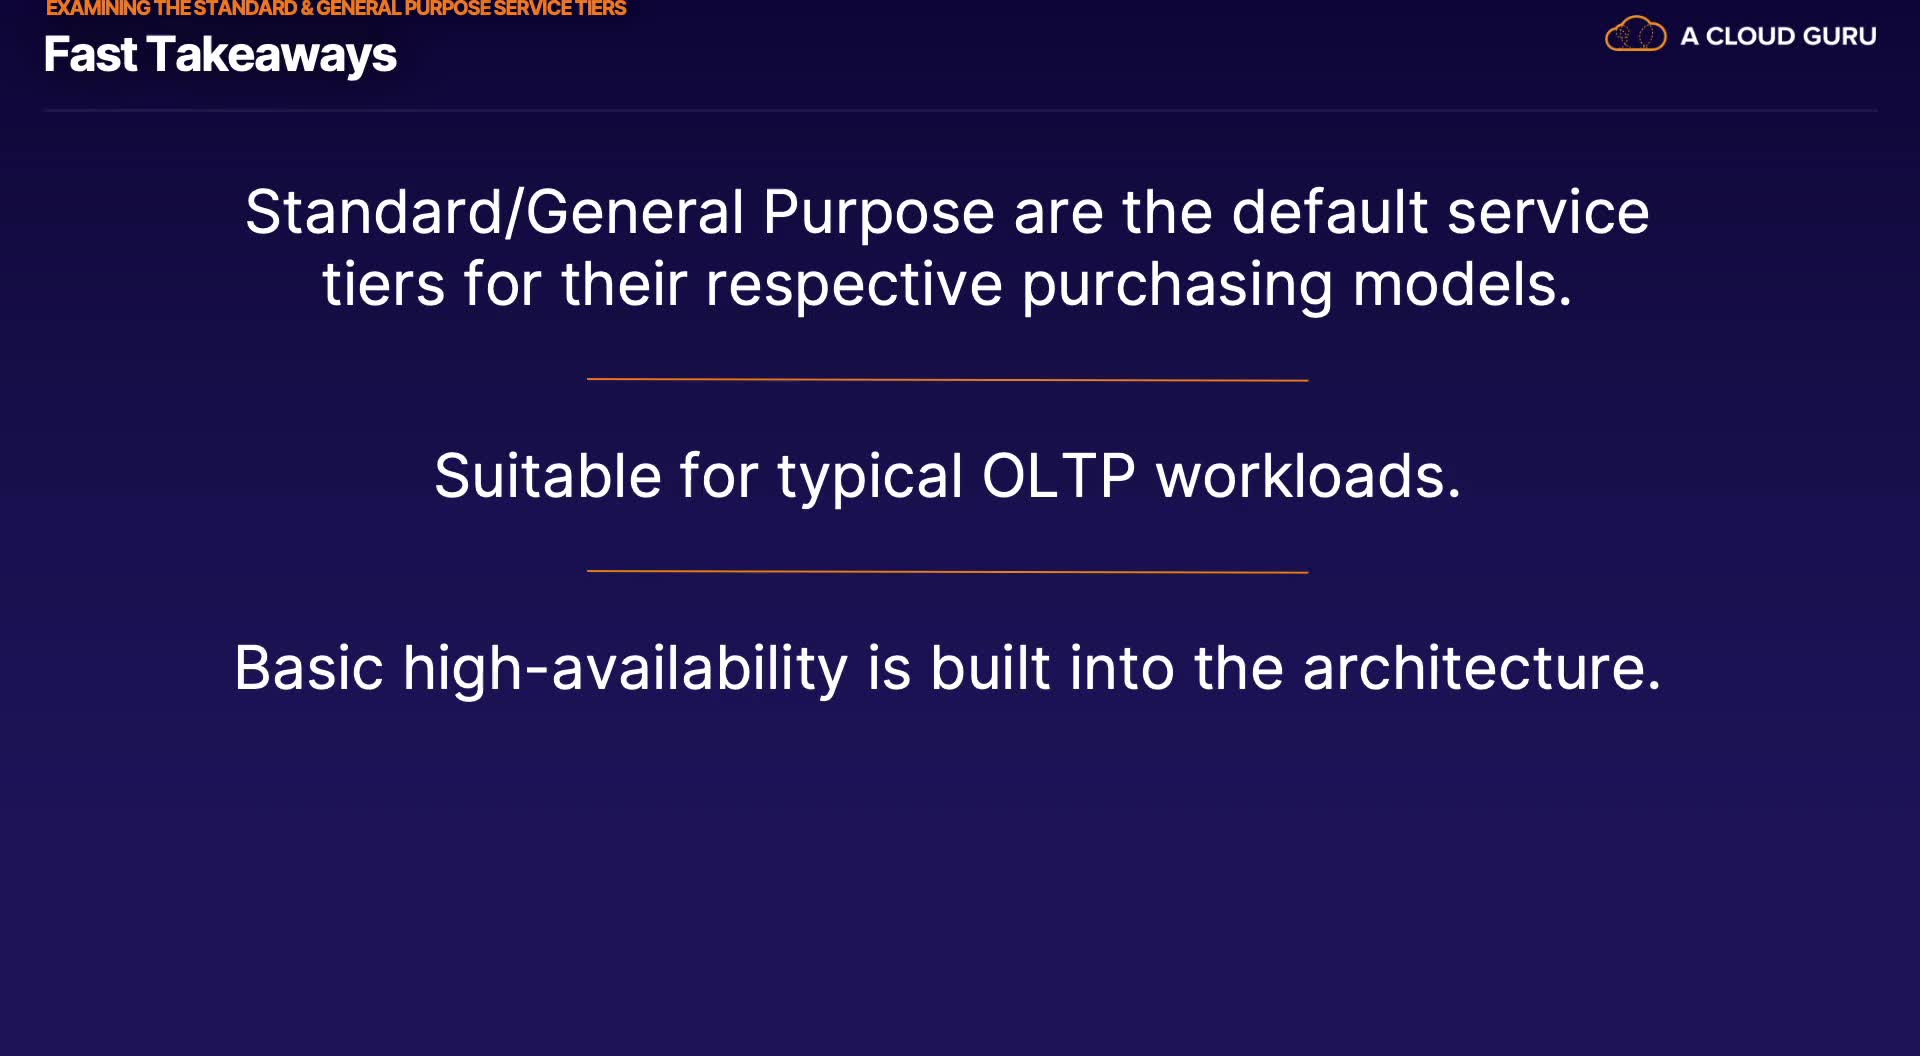 EXAMINING THE STANDARD & GENERAL PURPOSE SERVICE TIERS
Fast Takeaways
A CLOUD GURU
Standard/General Purpose are the default service
tiers for their respective purchasing models.
Suitable for typical OLTP workloads.
Basic high-availability is built into the architecture.